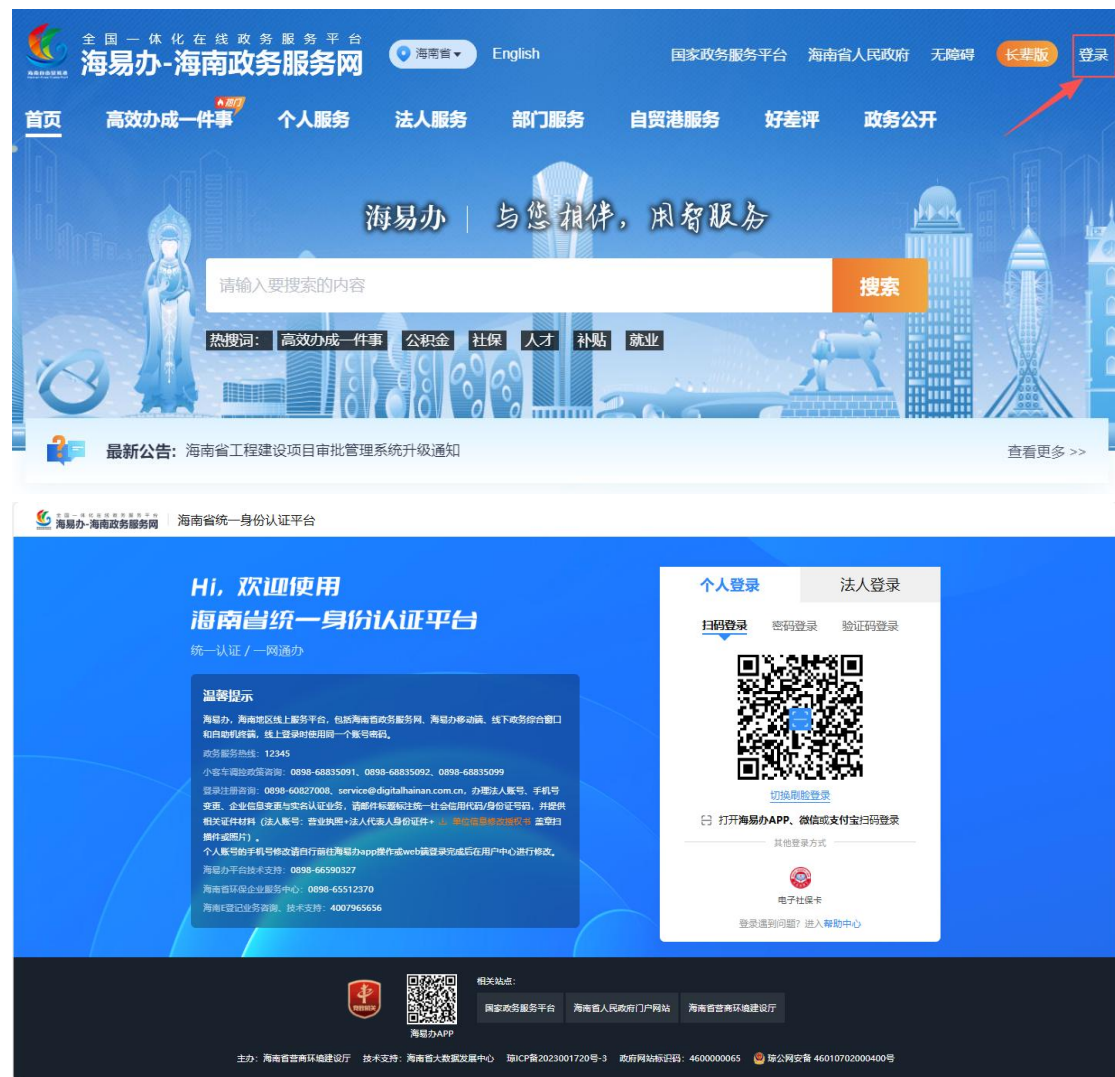 全国一体化在线政务服务平台
海易办-海南政务服务网
海南省
English
国家政务服务平台 海南省人民政府 无障碍 长辈版 登录
首页 高效办成一件事 热门 个人服务 法人服务 部门服务 自贸港服务 好差评 政务公开
海易办 与您相伴，用智服务
请输入要搜索的内容 搜索
热搜词： 高效办成一件事 公积金 社保 人才 补贴 就业
最新公告：海南省工程建设项目审批管理系统升级通知 查看更多 >>
全国一体化在线政务服务平台
海易办-海南政务服务网 海南省统一身份认证平台
Hi，欢迎使用
海南省统一身份认证平台
统一认证 / 一网通办
温馨提示
海易办，海南地区线上服务平台，包括海南省政务服务网、海易办移动端、线下政务综合窗口
和自助机终端，线上登录时使用同一个账号密码。
政务服务热线：12345
小客车调控政策咨询：0898-68835091、0898-68835092、0898-68835099
登录注册咨询：0898-60827008、service@digitalhainan.com.cn，办理法人账号、手机号
变更、企业信息变更与实名认证业务，请邮件标题标注统一社会信用代码/身份证号码，并提供
相关证件材料（法人账号：营业执照+法人代表人身份证件+ 单位信息修改授权书 盖章扫
描件或照片）。
个人账号的手机号修改请自行前往海易办app操作或web端登录完成后在用户中心进行修改。
海易办平台技术支持：0898-66590327
海南省环保企业服务中心：0898-65512370
海南E登记业务咨询、技术支持：4007965656
个人登录 法人登录
扫码登录 密码登录 验证码登录
切换刷脸登录
打开海易办APP、微信或支付宝扫码登录
其他登录方式
电子社保卡
登录遇到问题？进入帮助中心
党政机关
海易办APP
相关站点：
国家政务服务平台 海南省人民政府门户网站 海南省营商环境建设厅
主办：海南省营商环境建设厅 技术支持：海南省大数据发展中心 琼ICP备2023001720号-3 政府网站标识码：4600000065 琼公网安备 46010702000400号